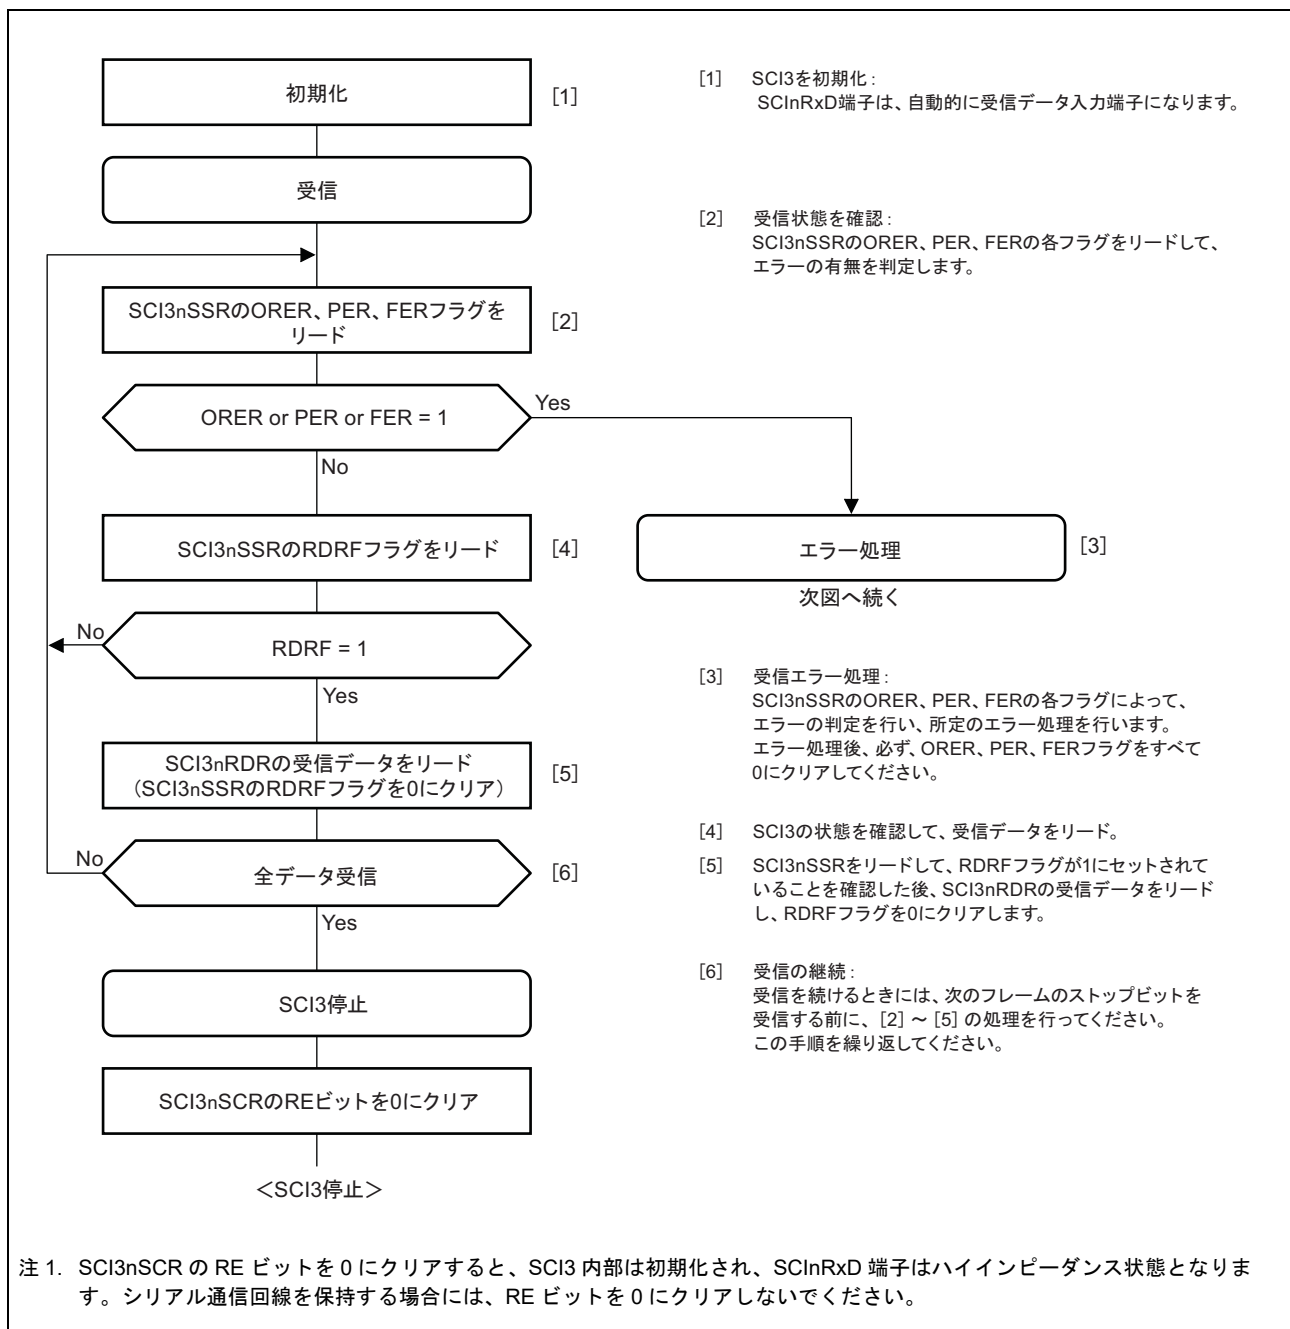 初期化
[1]
受信
SCI3nSSRのORER、PER、FERフラグを
リード
[2]
ORER or PER or FER = 1
Yes
No
SCI3nSSRのRDRFフラグをリード
[4]
エラー処理
[3]
次図へ続く
No
RDRF = 1
Yes
SCI3nRDRの受信データをリード
(SCI3nSSRのRDRFフラグを0にクリア)
[5]
No
全データ受信
[6]
Yes
SCI3停止
SCI3nSCRのREビットを0にクリア
<SCI3停止>
[1] SCI3を初期化:
SCInRxD端子は、自動的に受信データ入力端子になります。
[2] 受信状態を確認:
SCI3nSSRのORER、PER、FERの各フラグをリードして、
エラーの有無を判定します。
[3] 受信エラー処理:
SCI3nSSRのORER、PER、FERの各フラグによって、
エラーの判定を行い、所定のエラー処理を行います。
エラー処理後、必ず、ORER、PER、FERフラグをすべて
0にクリアしてください。
[4] SCI3の状態を確認して、受信データをリード。
[5] SCI3nSSRをリードして、RDRFフラグが1にセットされて
いることを確認した後、SCI3nRDRの受信データをリード
し、RDRFフラグを0にクリアします。
[6] 受信の継続:
受信を続けるときには、次のフレームのストップビットを
受信する前に、[2] ~ [5] の処理を行ってください。
この手順を繰り返してください。
注 1. SCI3nSCR の RE ビットを 0 にクリアすると、SCI3 内部は初期化され、SCInRxD 端子はハイインピーダンス状態となりま
す。シリアル通信回線を保持する場合には、RE ビットを 0 にクリアしないでください。